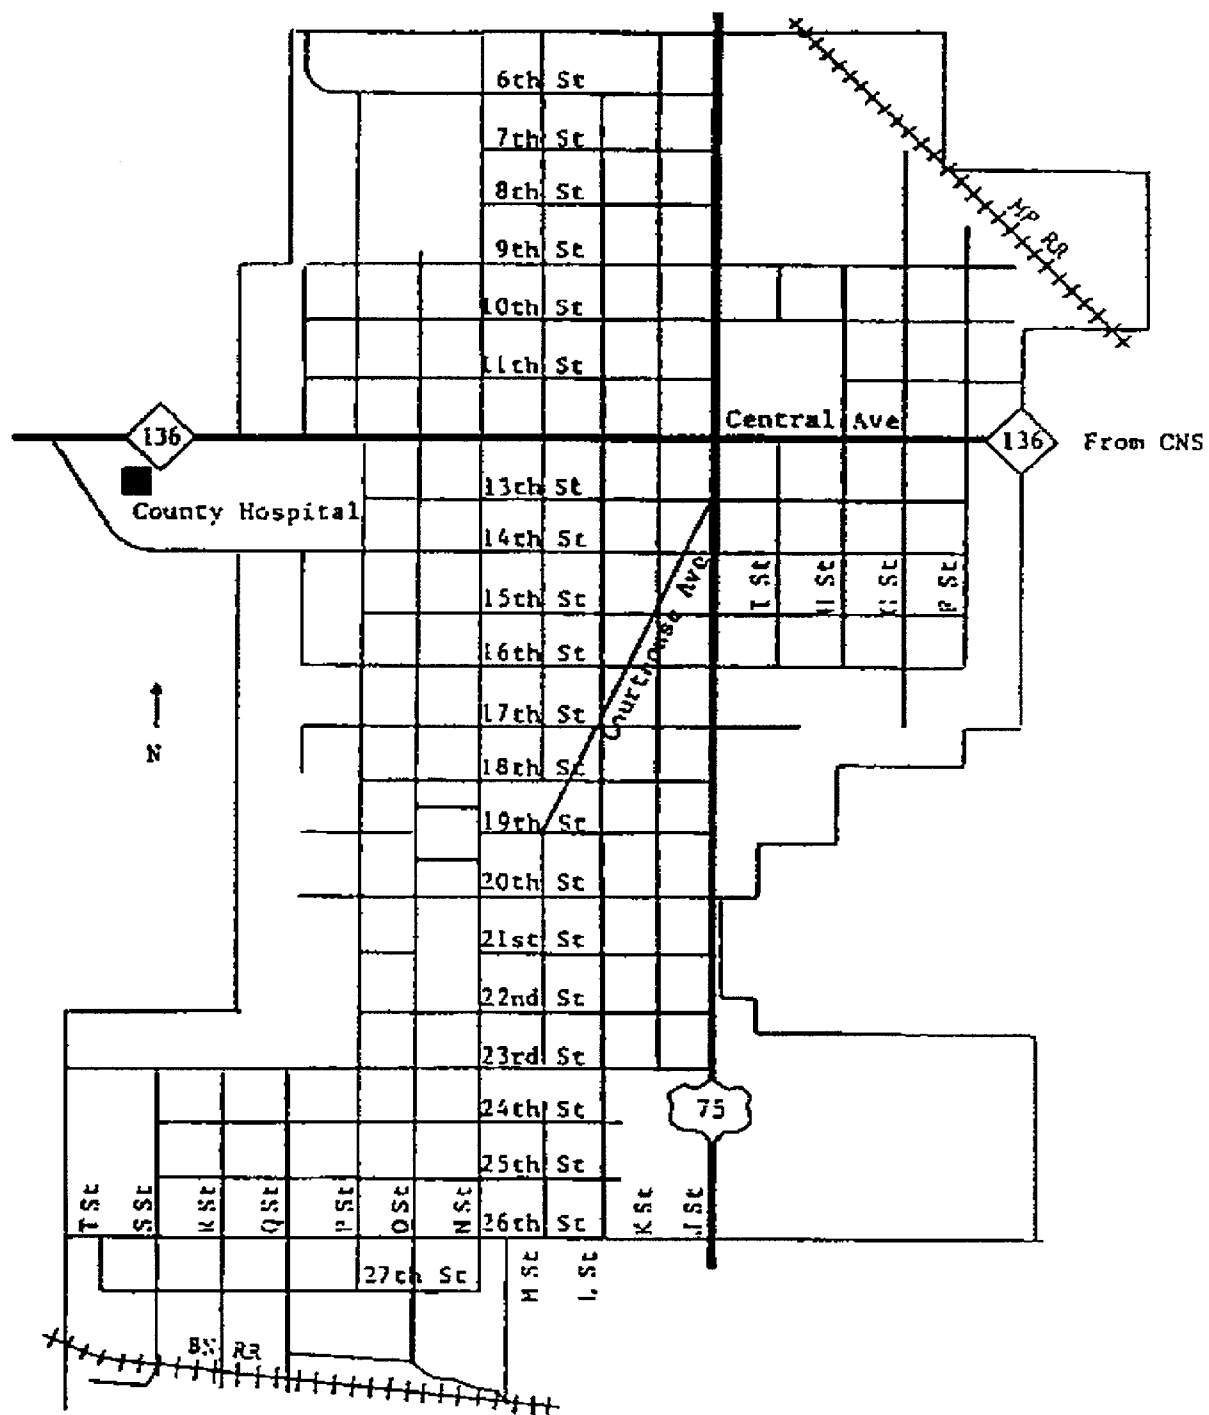 6th St
7th St
8th St
MP RR
9th St
10th St
11th St
Central Ave
136
136
From CNS
13th St
County Hospital
14th St
Courthouse Ave
I St
H St
G St
F St
15th St
16th St
17th St
N
18th St
19th St
20th St
21st St
22nd St
23rd St
24th St
75
25th St
T St
S St
R St
Q St
P St
O St
N St
26th St
K St
J St
M St
L St
27th St
BN RR